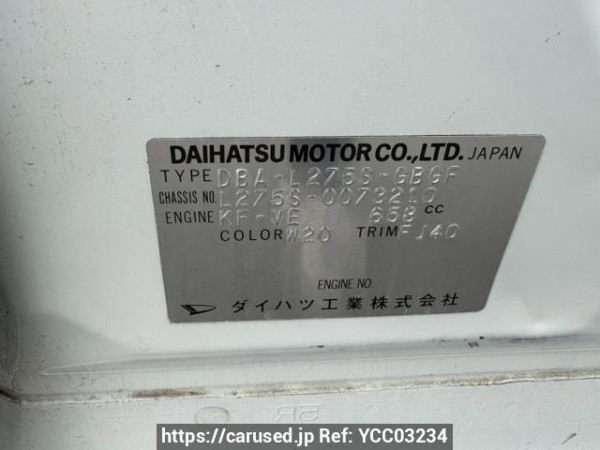 DAIHATSU MOTOR CO.,LTD. JAPAN
TYPE DBA-L275S-GBGF
CHASSIS NO. L275S-0073210
ENGINE KF-VE 658 CC
COLOR W20 TRIM FJ40
ENGINE NO.
ダイハツ工業株式会社
https://carused.jp Ref: YCC03234